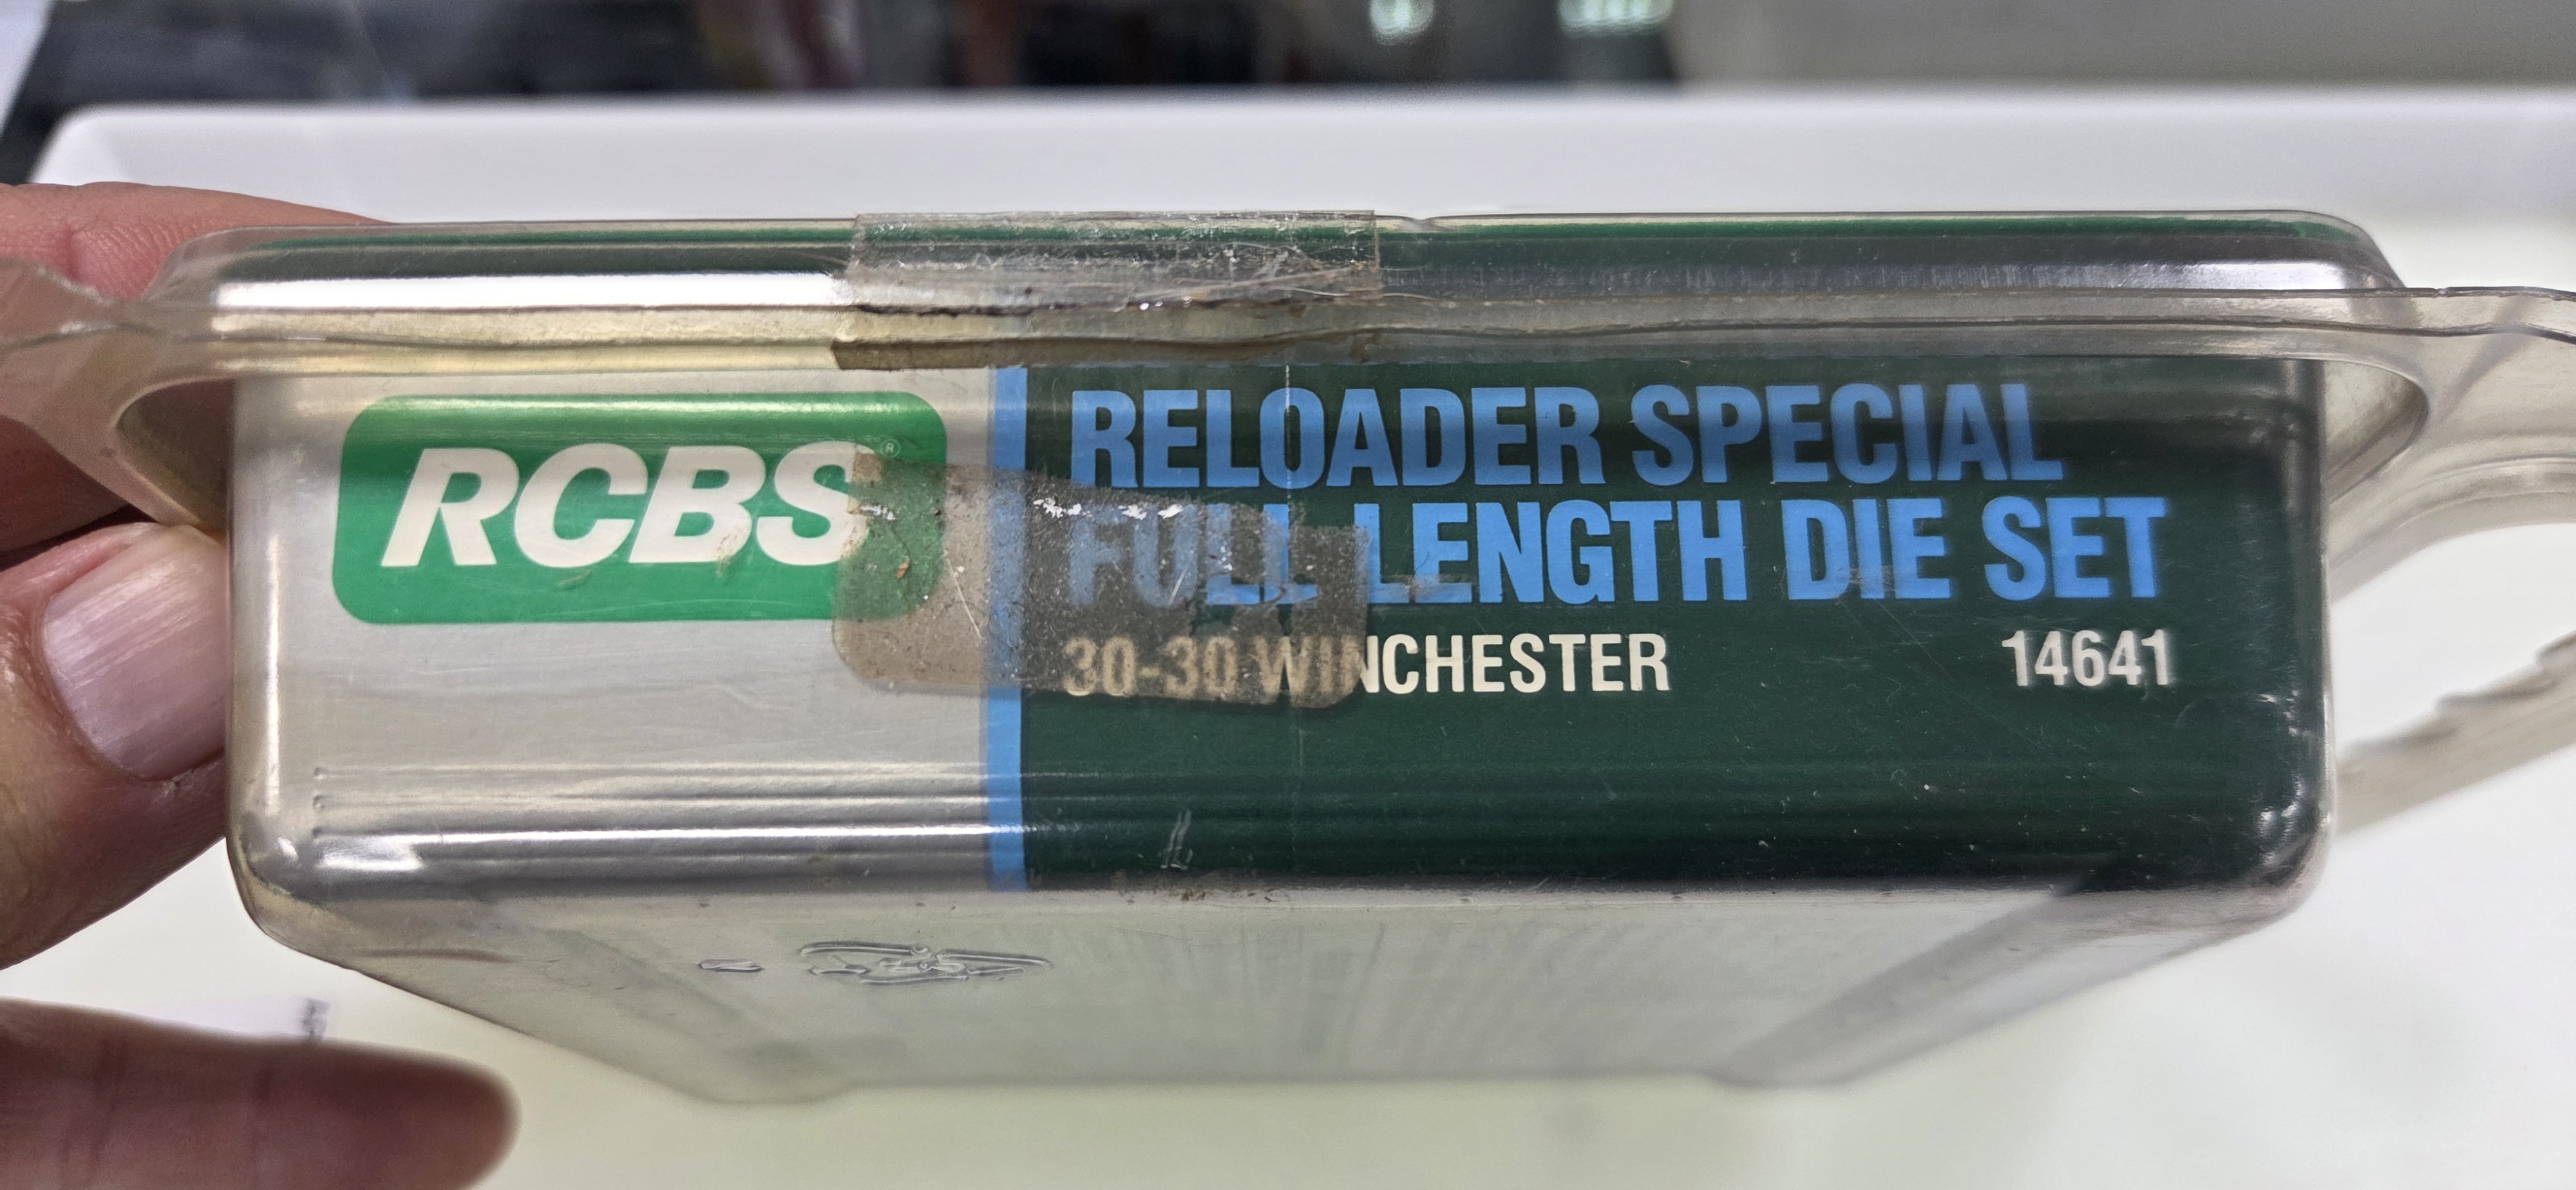 RCBS®
RELOADER SPECIAL
FULL LENGTH DIE SET
30-30 WINCHESTER 14641